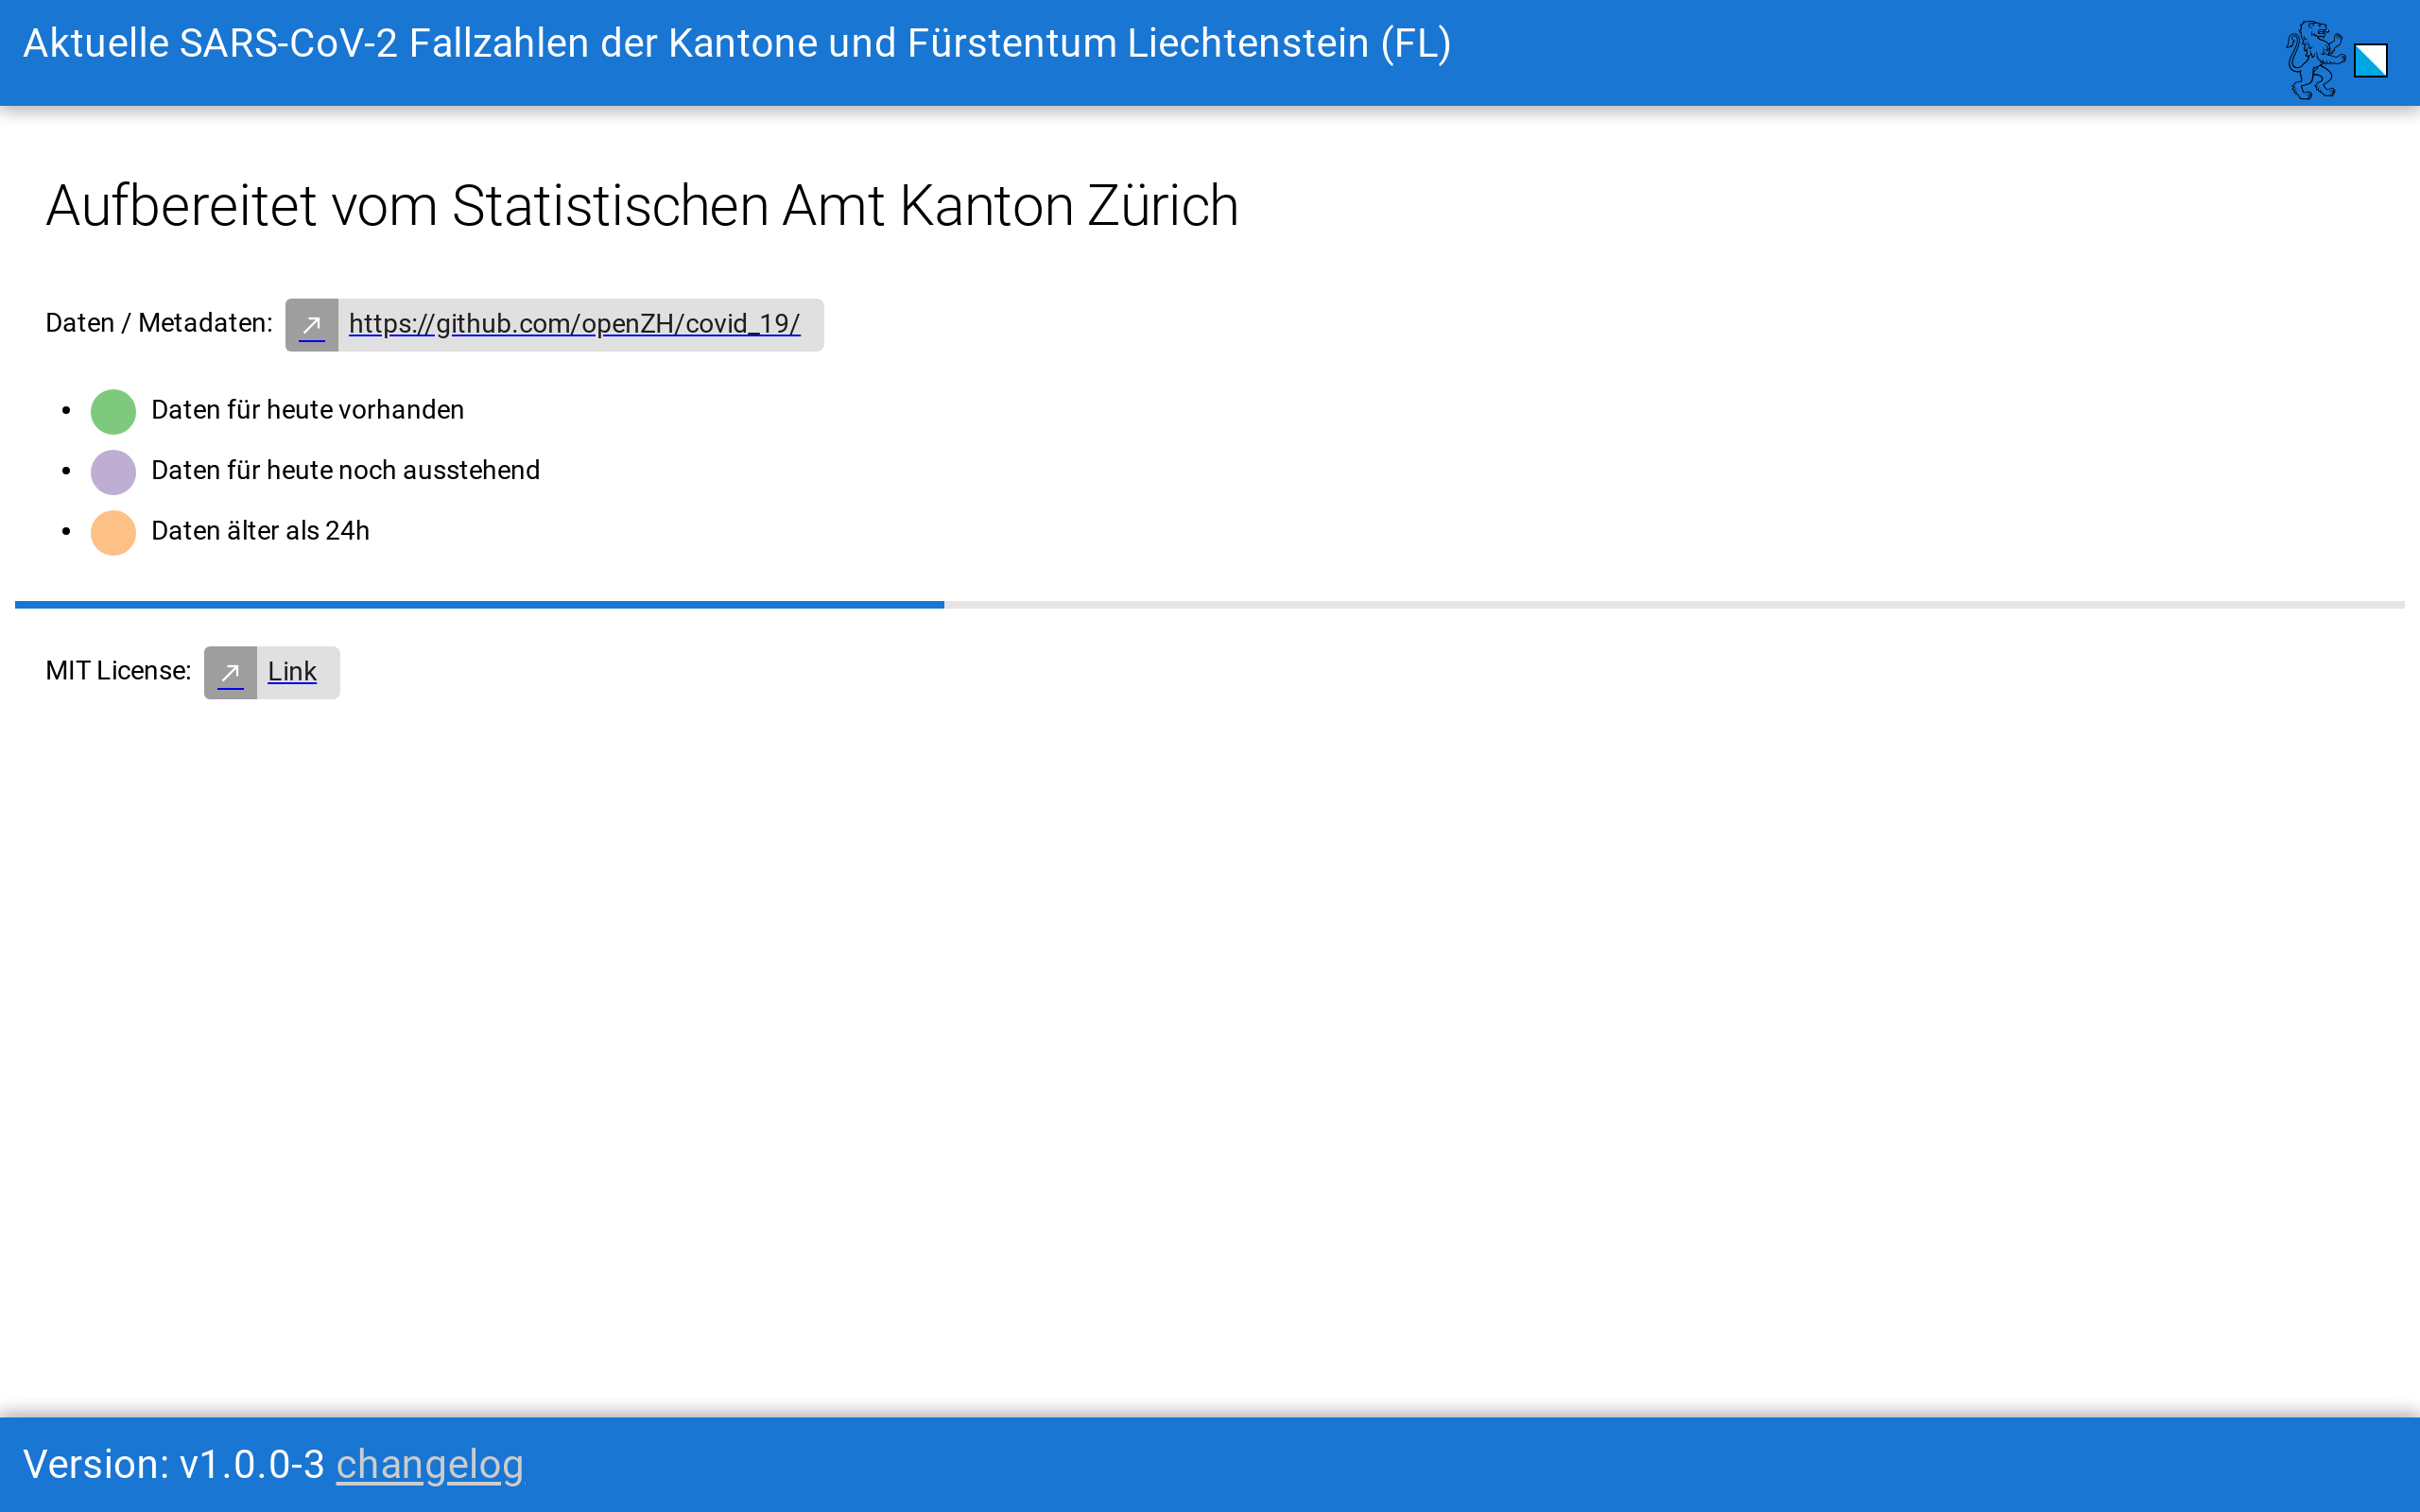 Aktuelle SARS-CoV-2 Fallzahlen der Kantone und Fürstentum Liechtenstein (FL)
Aufbereitet vom Statistischen Amt Kanton Zürich
Daten / Metadaten: https://github.com/openZH/covid_19/
Daten für heute vorhanden
Daten für heute noch ausstehend
Daten älter als 24h
MIT License: Link
Version: v1.0.0-3 changelog